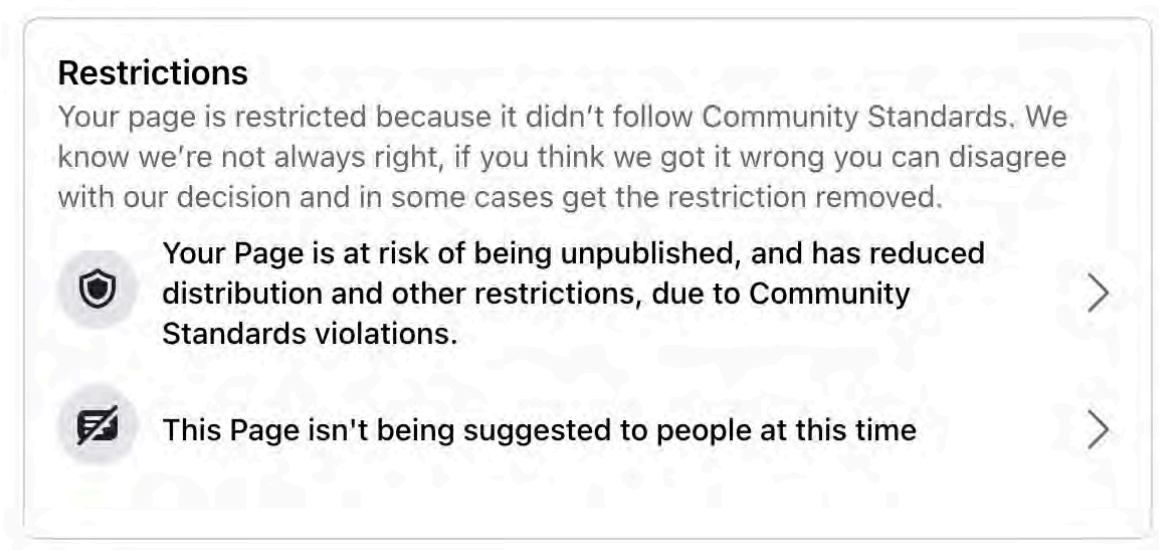 Restrictions
Your page is restricted because it didn’t follow Community Standards. We
know we’re not always right, if you think we got it wrong you can disagree
with our decision and in some cases get the restriction removed.
Your Page is at risk of being unpublished, and has reduced
distribution and other restrictions, due to Community
Standards violations.
This Page isn't being suggested to people at this time